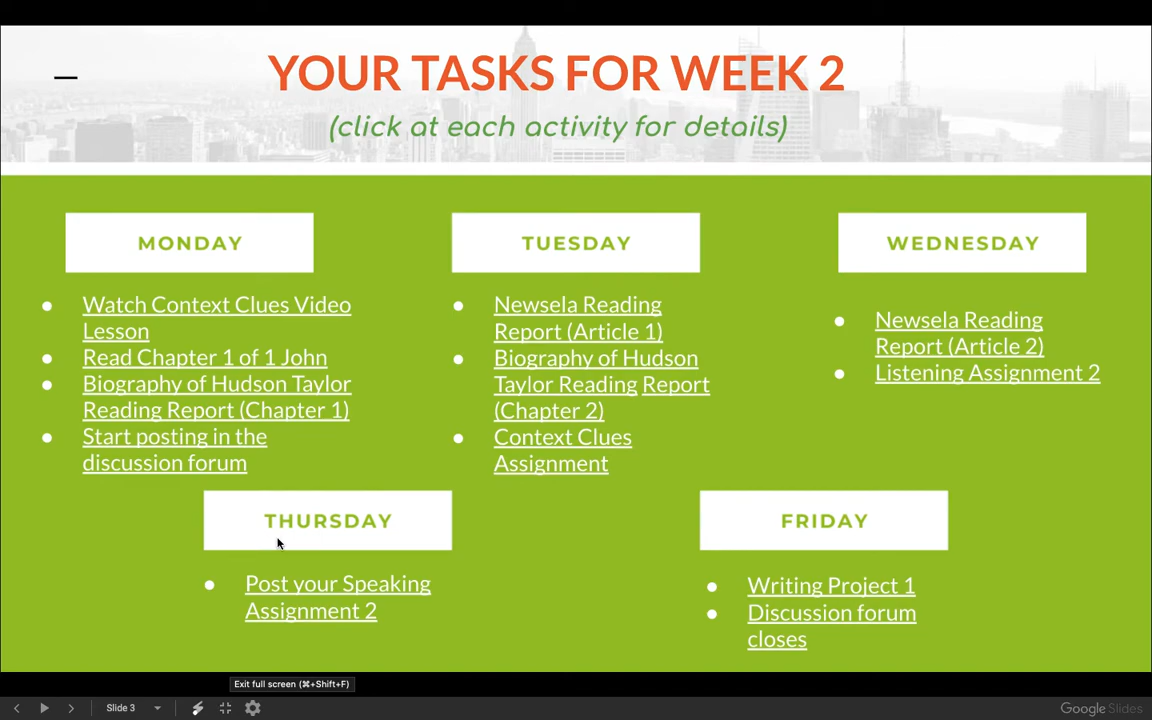 YOUR TASKS FOR WEEK 2
(click at each activity for details)
MONDAY
Watch Context Clues Video
Lesson
Read Chapter 1 of 1 John
Biography of Hudson Taylor
Reading Report (Chapter 1)
Start posting in the
discussion forum
TUESDAY
Newsela Reading
Report (Article 1)
Biography of Hudson
Taylor Reading Report
(Chapter 2)
Context Clues
Assignment
WEDNESDAY
Newsela Reading
Report (Article 2)
Listening Assignment 2
THURSDAY
Post your Speaking
Assignment 2
FRIDAY
Writing Project 1
Discussion forum
closes
Exit full screen (⌘+Shift+F)
Slide 3
Google Slides